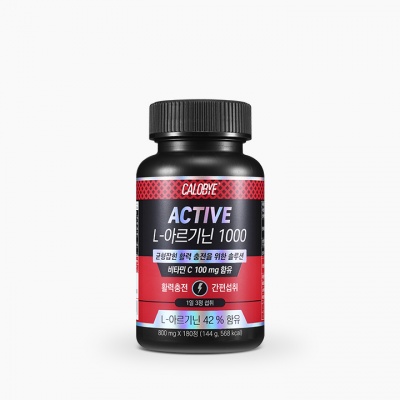 CALOBYE
ACTIVE
L-아르기닌 1000
균형잡힌 활력 충전을 위한 솔루션
비타민 C 100 mg 함유
활력충전 간편섭취
1일 3정 섭취
L-아르기닌 42 % 함유
800 mg X 180정 (144 g, 568 kcal)